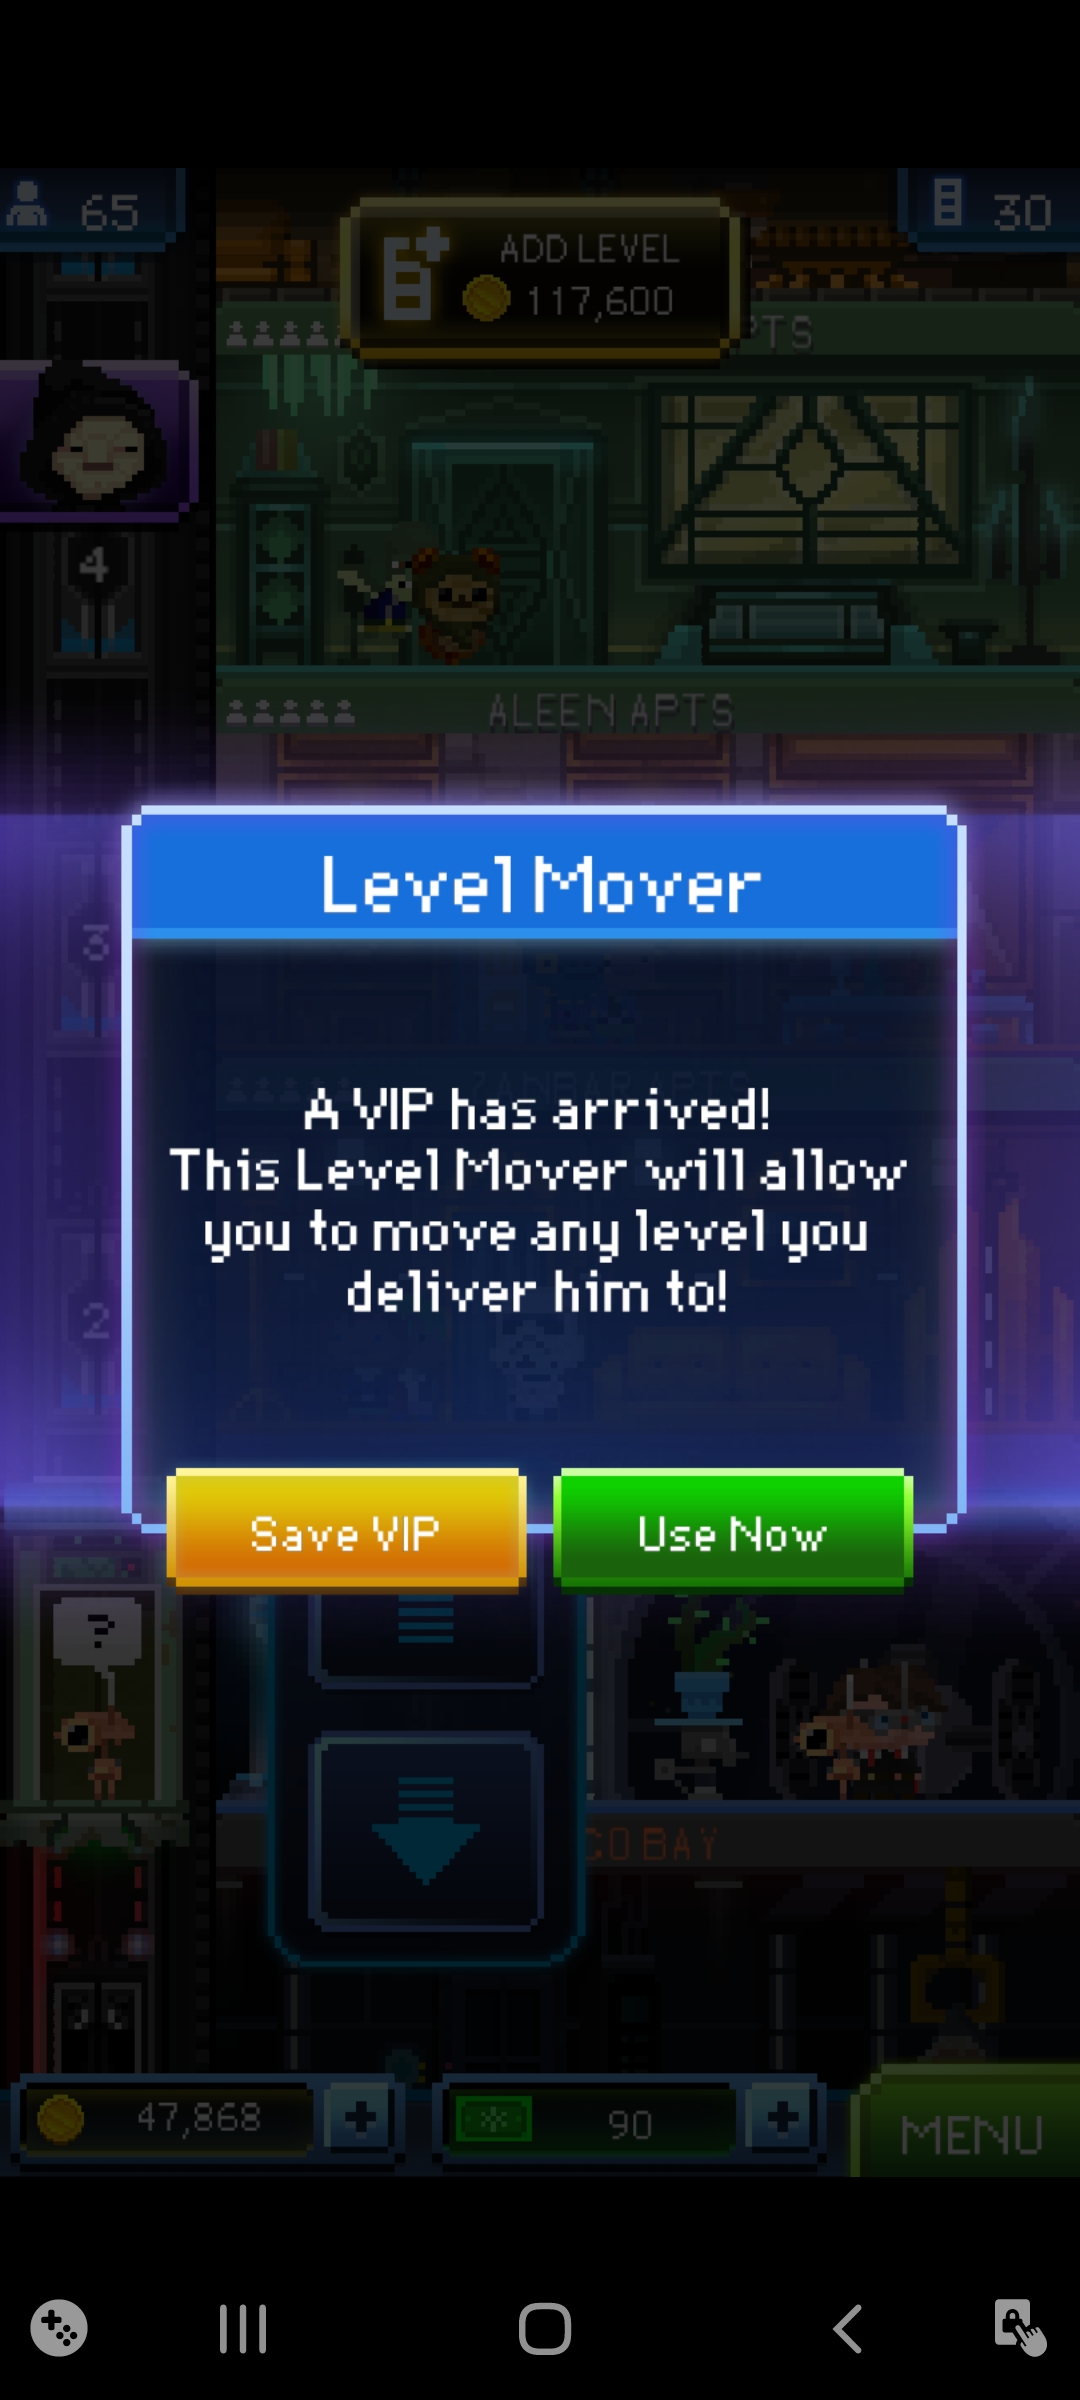 65
ADD LEVEL
117,600
30
PTS
4
ALEEN APTS
Level Mover
3
A VIP has arrived!
This Level Mover will allow
you to move any level you
deliver him to!
2
Save VIP
Use Now
?
CO BAY
47,868
90
MENU